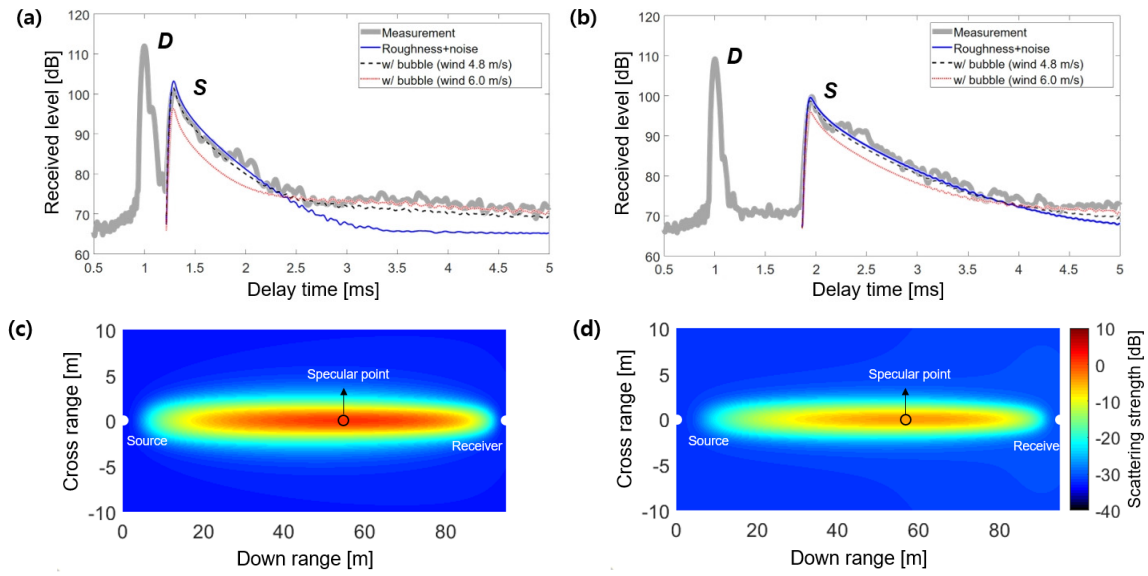 (a)
Received level [dB]
120
110
100
90
80
70
60
0.5 1 1.5 2 2.5 3 3.5 4 4.5 5
Delay time [ms]
D
S
Measurement
Roughness+noise
w/ bubble (wind 4.8 m/s)
w/ bubble (wind 6.0 m/s)
(b)
Received level [dB]
120
110
100
90
80
70
60
0.5 1 1.5 2 2.5 3 3.5 4 4.5 5
Delay time [ms]
D
S
Measurement
Roughness+noise
w/ bubble (wind 4.8 m/s)
w/ bubble (wind 6.0 m/s)
(c)
Cross range [m]
10
5
0
-5
-10
0 20 40 60 80
Down range [m]
Specular point
Source
Receiver
(d)
Cross range [m]
10
5
0
-5
-10
0 20 40 60 80
Down range [m]
Specular point
Source
Receive
10
0
-10
-20
-30
-40
Scattering strength [dB]